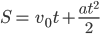 S = v₀t + at²/2